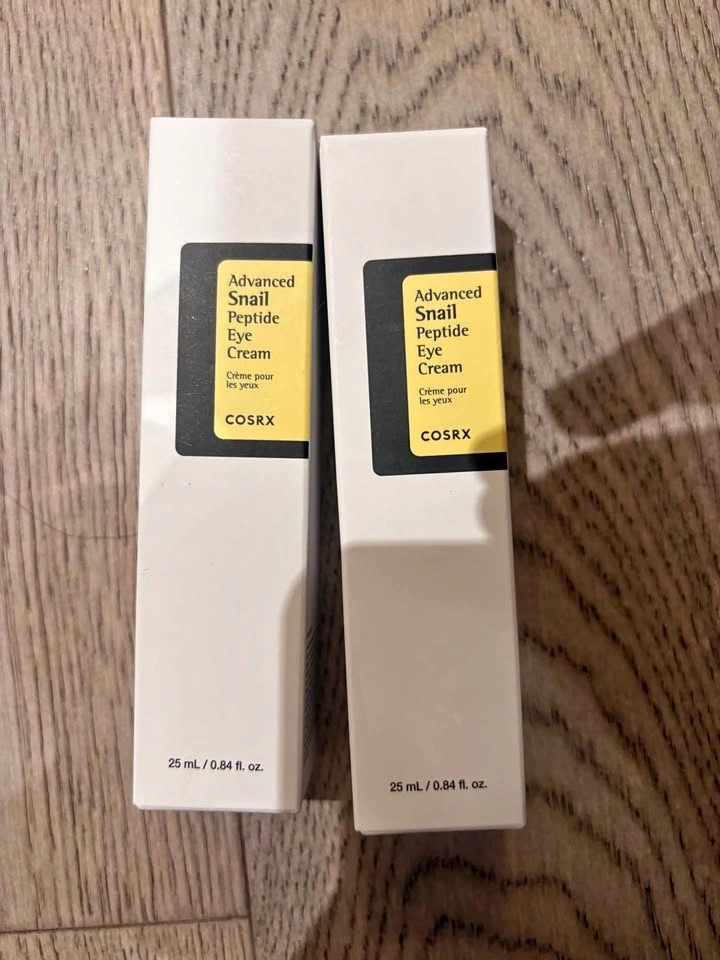 Advanced
Snail
Peptide
Eye
Cream
Crème pour
les yeux
COSRX
25 mL / 0.84 fl. oz.
Advanced
Snail
Peptide
Eye
Cream
Crème pour
les yeux
COSRX
25 mL / 0.84 fl. oz.